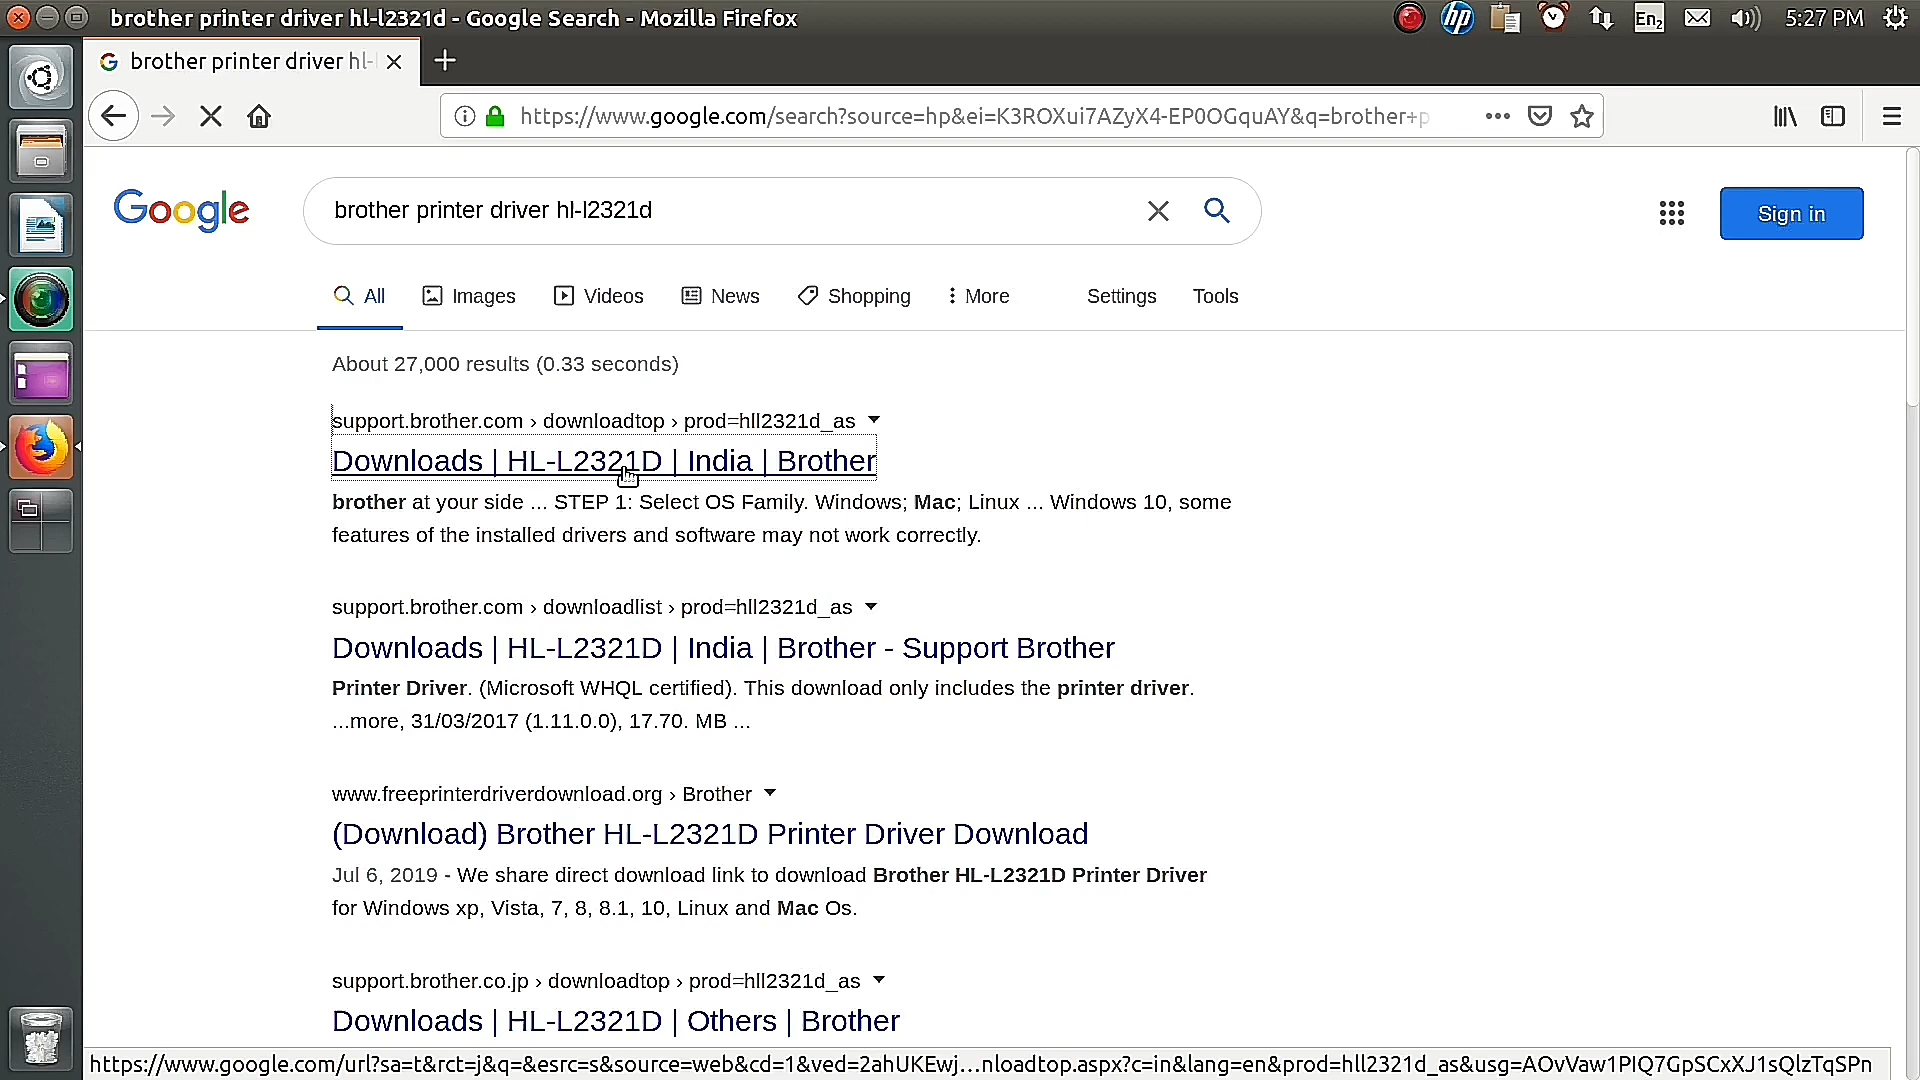 brother printer driver hl-l2321d - Google Search - Mozilla Firefox
hp
En2
5:27 PM
brother printer driver hl-l
https://www.google.com/search?source=hp&ei=K3ROXui7AZyX4-EP0OGquAY&q=brother+p
Google
brother printer driver hl-l2321d
Sign in
All
Images
Videos
News
Shopping
More
Settings
Tools
About 27,000 results (0.33 seconds)
support.brother.com › downloadtop › prod=hll2321d_as
Downloads | HL-L2321D | India | Brother
brother at your side ... STEP 1: Select OS Family. Windows; Mac; Linux ... Windows 10, some
features of the installed drivers and software may not work correctly.
support.brother.com › downloadlist › prod=hll2321d_as
Downloads | HL-L2321D | India | Brother - Support Brother
Printer Driver. (Microsoft WHQL certified). This download only includes the printer driver.
...more, 31/03/2017 (1.11.0.0), 17.70. MB ...
www.freeprinterdriverdownload.org › Brother
(Download) Brother HL-L2321D Printer Driver Download
Jul 6, 2019 - We share direct download link to download Brother HL-L2321D Printer Driver
for Windows xp, Vista, 7, 8, 8.1, 10, Linux and Mac Os.
support.brother.co.jp › downloadtop › prod=hll2321d_as
Downloads | HL-L2321D | Others | Brother
https://www.google.com/url?sa=t&rct=j&q=&esrc=s&source=web&cd=1&ved=2ahUKEwj…nloadtop.aspx?c=in&lang=en&prod=hll2321d_as&usg=AOvVaw1PIQ7GpSCxXJ1sQlzTqSPn